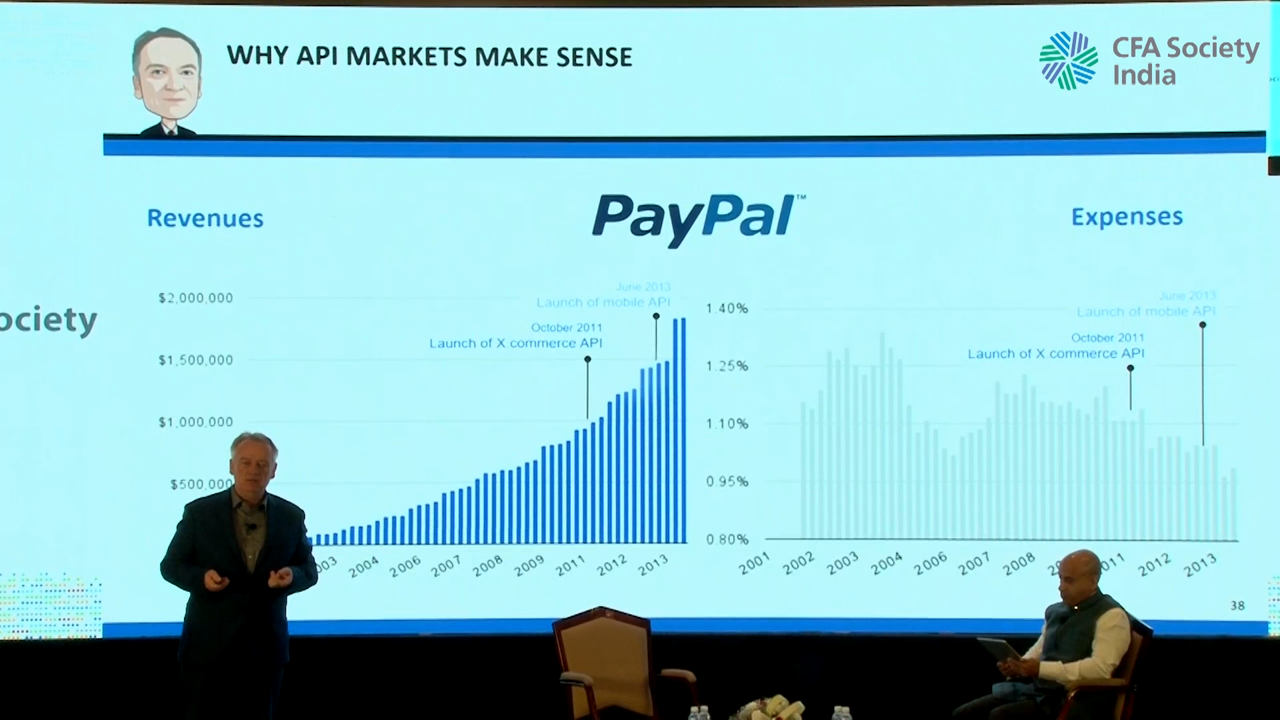 WHY API MARKETS MAKE SENSE
CFA Society
India
ociety
Revenues
PayPal™
Expenses
June 2013
Launch of mobile API
October 2011
Launch of X commerce API
$2,000,000
$1,500,000
$1,000,000
$500,000
003
2004
2006
2007
2008
2009
2011
2012
2013
June 2013
Launch of mobile API
October 2011
Launch of X commerce API
1.40%
1.25%
1.10%
0.95%
0.80%
2001
2002
2003
2004
2006
2007
2008
011
2012
2013
38